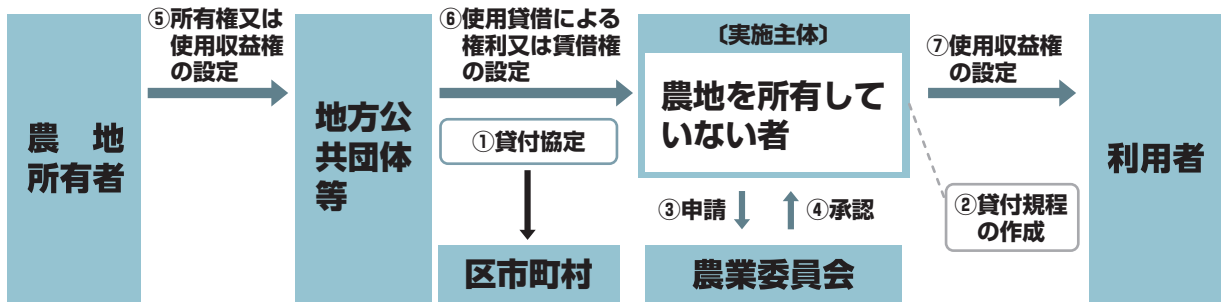 ⑤所有権又は
使用収益権
の設定
農　地
所有者
⑥使用貸借による
権利又は賃借権
の設定
地方公
共団体
等
①貸付協定
区市町村
〔実施主体〕
農地を所有して
いない者
③申請
④承認
農業委員会
⑦使用収益権
の設定
②貸付規程
の作成
利用者